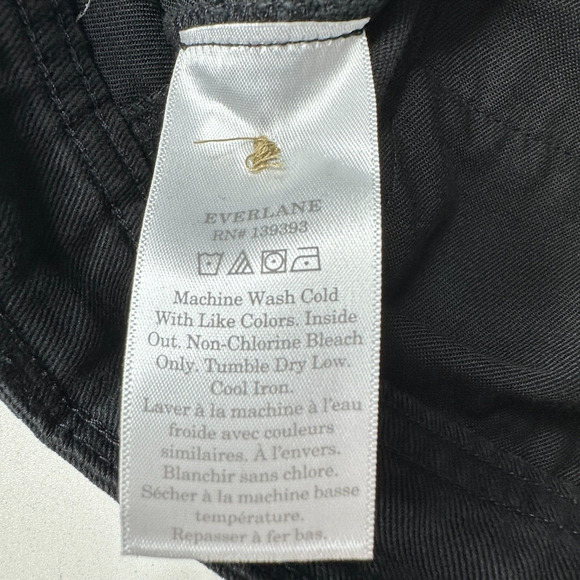 EVERLANE
RN# 139393
Machine Wash Cold
With Like Colors. Inside
Out. Non-Chlorine Bleach
Only. Tumble Dry Low.
Cool Iron.
Laver à la machine à l'eau
froide avec couleurs
similaires. À l'envers.
Blanchir sans chlore.
Sécher à la machine basse
température.
Repasser à fer bas.